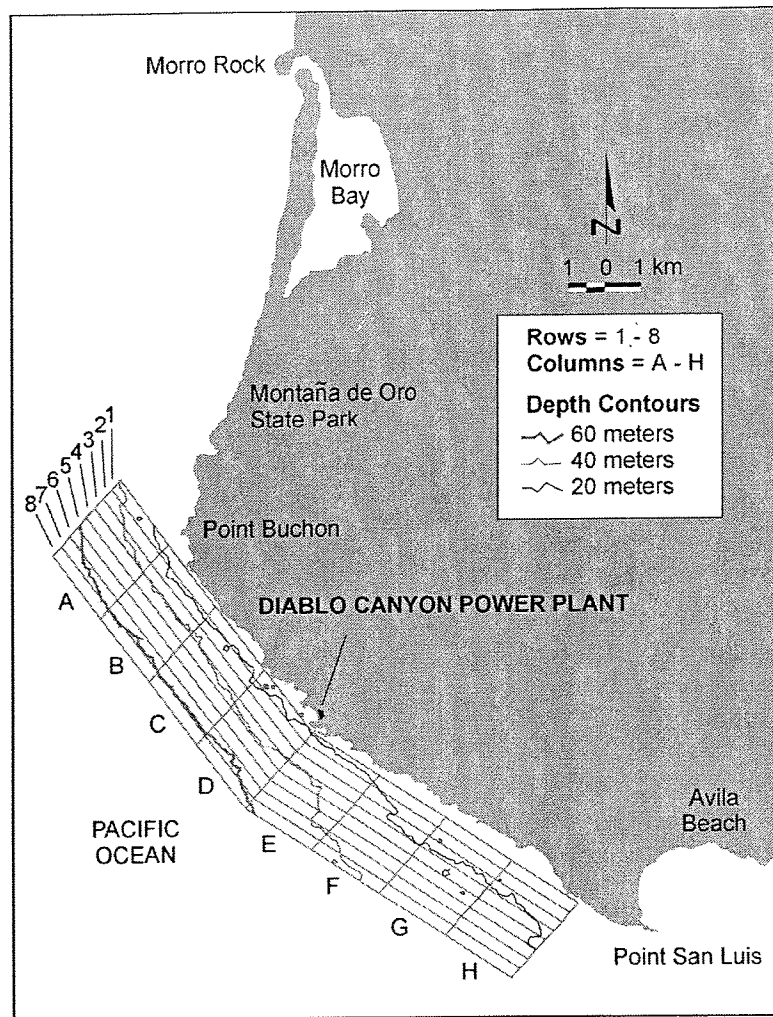 Morro Rock
Morro
Bay
N
1 0 1 km
Rows = 1 - 8
Columns = A - H
Depth Contours
60 meters
40 meters
20 meters
Montaña de Oro
State Park
8 7 6 5 4 3 2 1
Point Buchon
DIABLO CANYON POWER PLANT
A
B
C
D
E
F
G
H
PACIFIC
OCEAN
Avila
Beach
Point San Luis